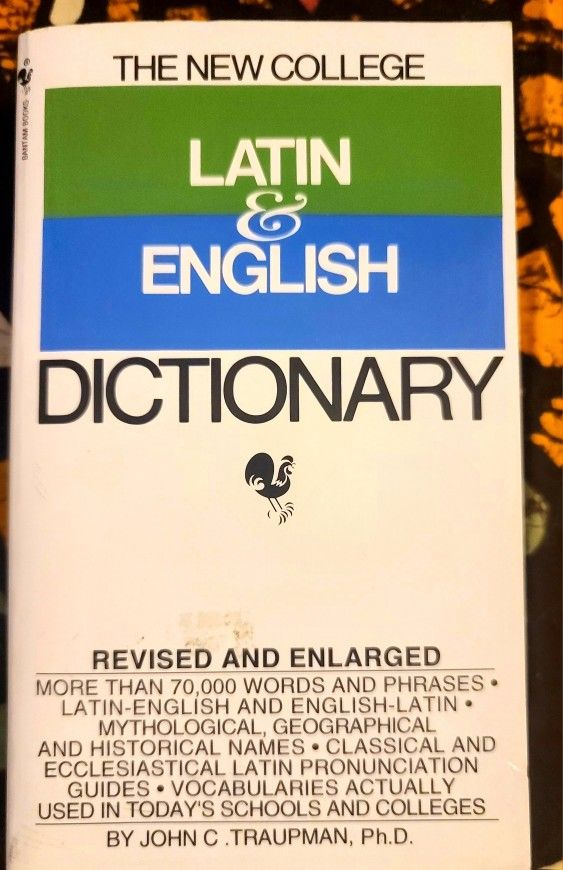 THE NEW COLLEGE
BANTAM BOOKS
LATIN
&
ENGLISH
DICTIONARY
REVISED AND ENLARGED
MORE THAN 70,000 WORDS AND PHRASES •
LATIN-ENGLISH AND ENGLISH-LATIN •
MYTHOLOGICAL, GEOGRAPHICAL
AND HISTORICAL NAMES • CLASSICAL AND
ECCLESIASTICAL LATIN PRONUNCIATION
GUIDES • VOCABULARIES ACTUALLY
USED IN TODAY'S SCHOOLS AND COLLEGES
BY JOHN C .TRAUPMAN, Ph.D.